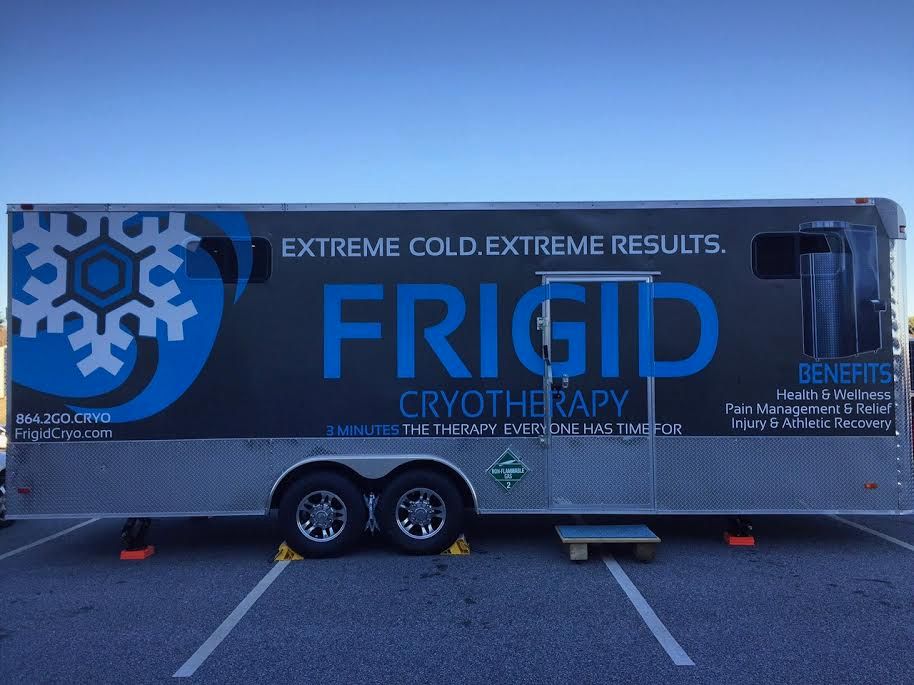 EXTREME COLD. EXTREME RESULTS.
FRIGID
CRYOTHERAPY
3 MINUTES THE THERAPY EVERYONE HAS TIME FOR
864.2GO.CRYO
FrigidCryo.com
BENEFITS
Health & Wellness
Pain Management & Relief
Injury & Athletic Recovery
NON-FLAMMABLE
GAS
2